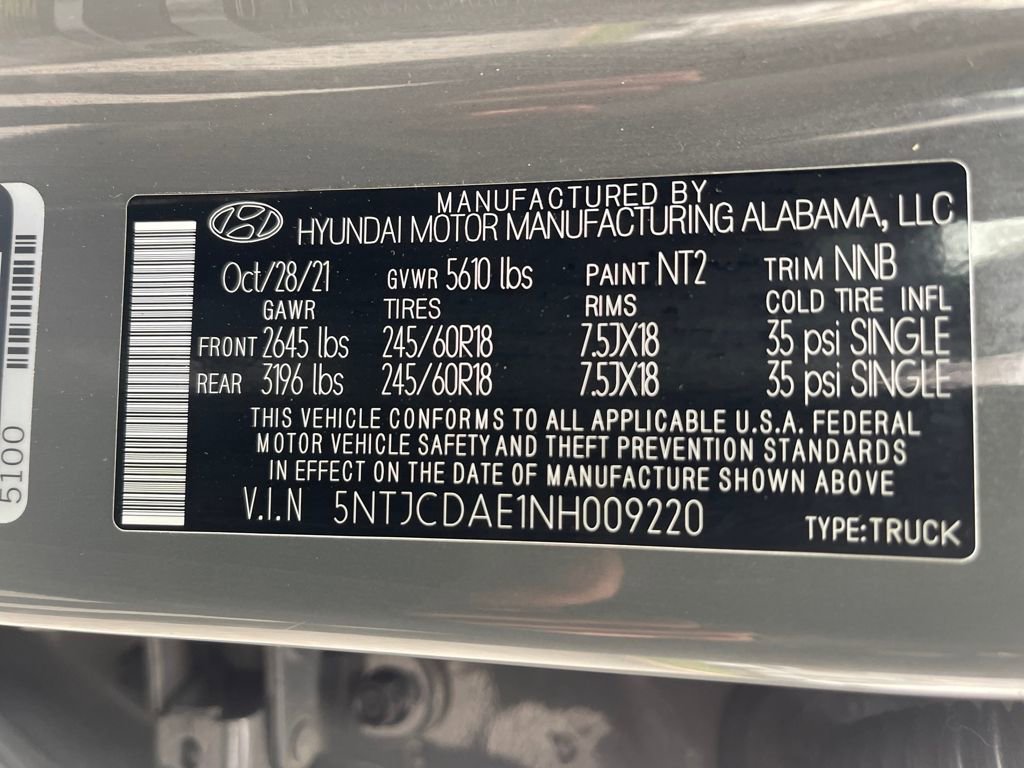 MANUFACTURED BY
HYUNDAI MOTOR MANUFACTURING ALABAMA, LLC
Oct/28/21 GVWR 5610 lbs PAINT NT2 TRIM NNB
GAWR TIRES RIMS COLD TIRE INFL
FRONT 2645 lbs 245/60R18 7.5JX18 35 psi SINGLE
REAR 3196 lbs 245/60R18 7.5JX18 35 psi SINGLE
THIS VEHICLE CONFORMS TO ALL APPLICABLE U.S.A. FEDERAL
MOTOR VEHICLE SAFETY AND THEFT PREVENTION STANDARDS
IN EFFECT ON THE DATE OF MANUFACTURE SHOWN ABOVE
V.I.N 5NTJCDAE1NH009220 TYPE:TRUCK
5100